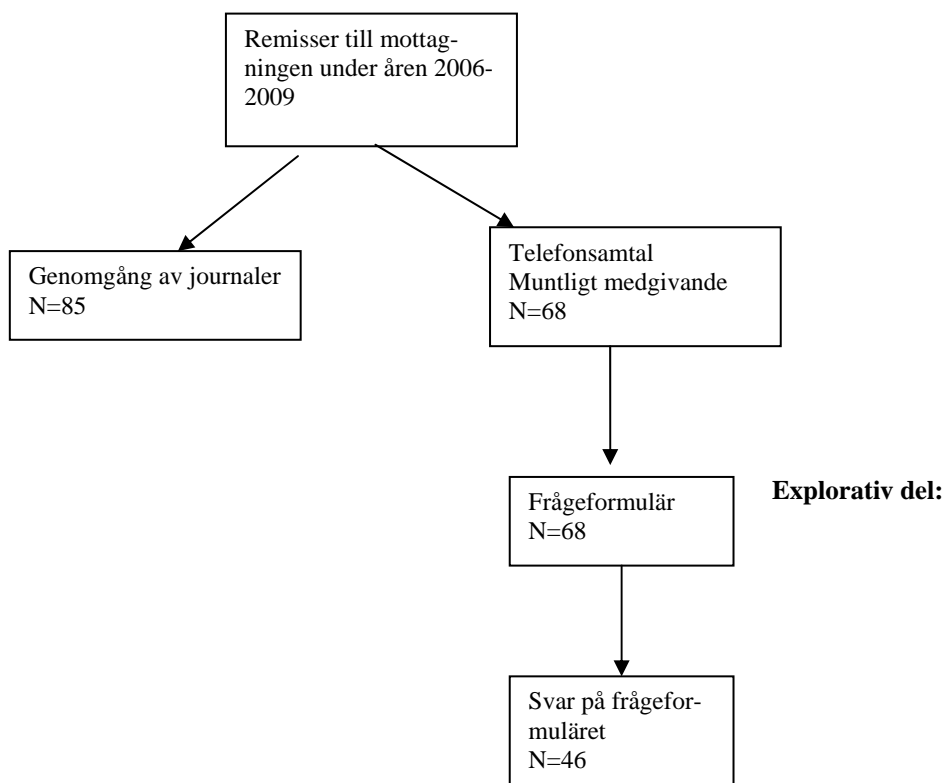 Remisser till mottag-
ningen under åren 2006-
2009
Genomgång av journaler
N=85
Telefonsamtal
Muntligt medgivande
N=68
Frågeformulär
N=68
Explorativ del:
Svar på frågefor-
muläret
N=46